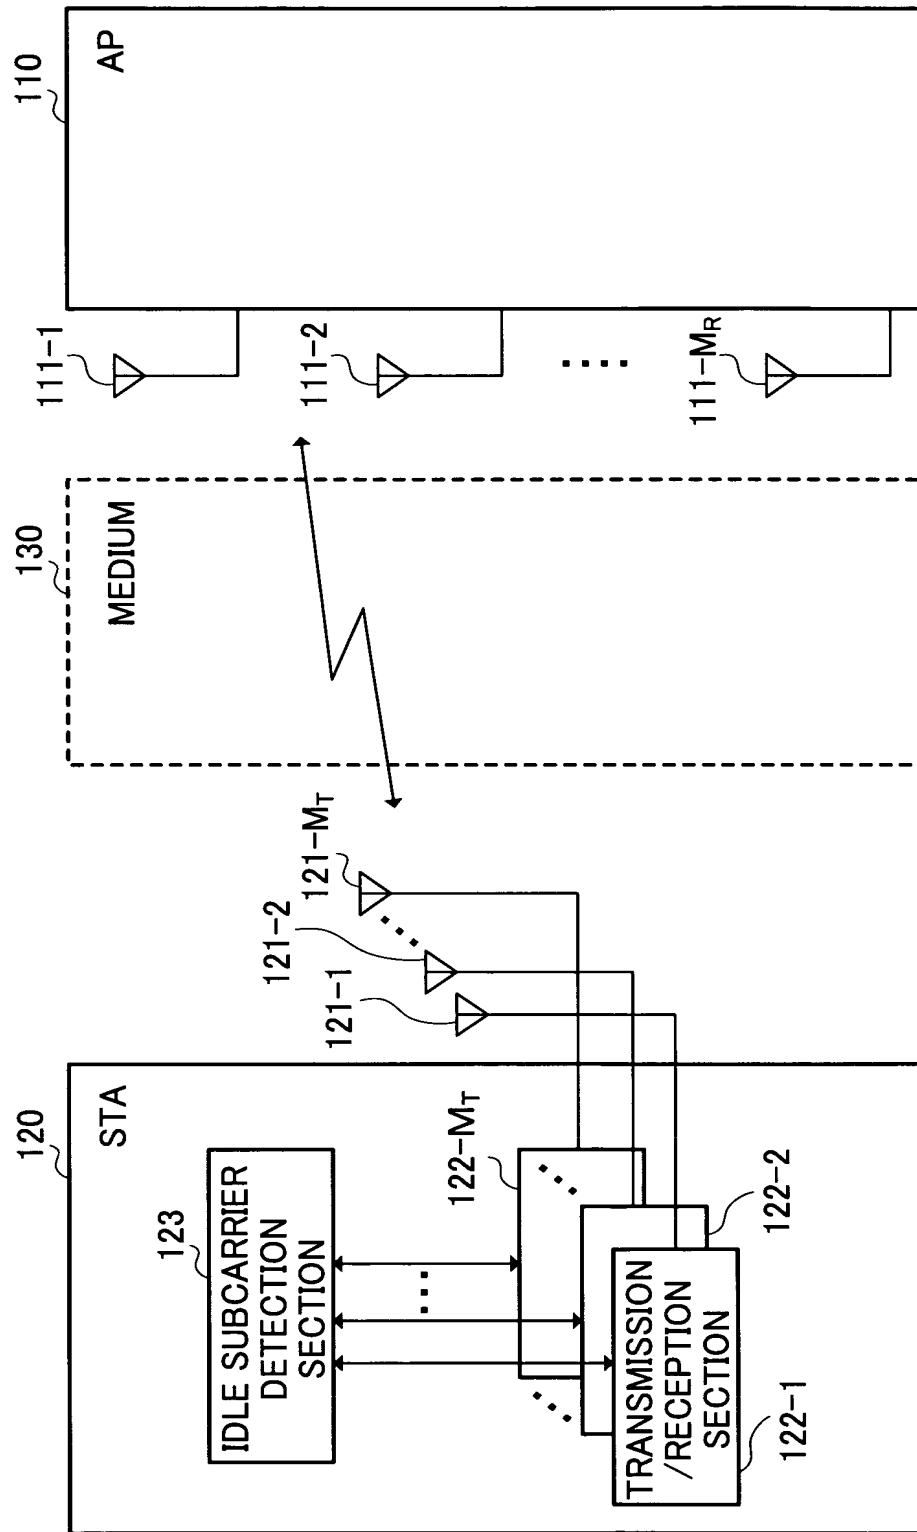 120
STA
123
IDLE SUBCARRIER
DETECTION
SECTION
122-MT
122-2
TRANSMISSION
/RECEPTION
SECTION
122-1
121-1
121-2
121-MT
130
MEDIUM
110
AP
111-1
111-2
111-MR